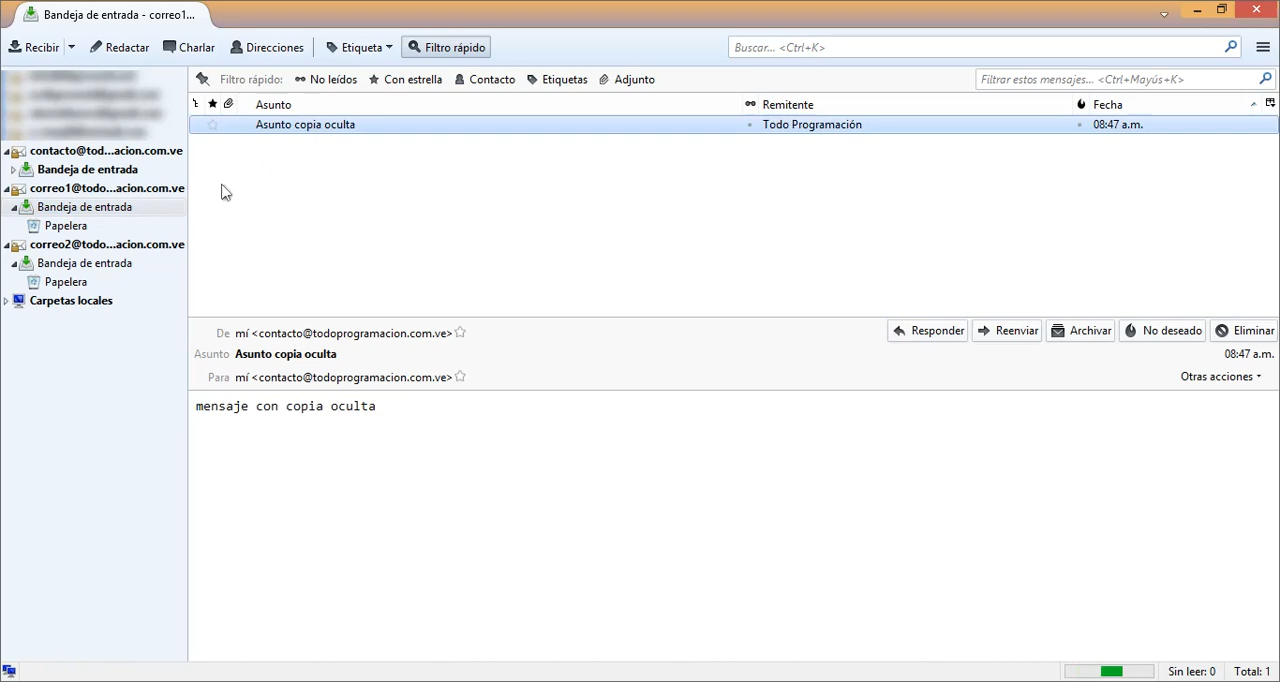 Bandeja de entrada - correo1...
Recibir Redactar Charlar Direcciones Etiqueta Filtro rápido Buscar... <Ctrl+K>
Filtro rápido: No leídos Con estrella Contacto Etiquetas Adjunto Filtrar estos mensajes... <Ctrl+Mayús+K>
Asunto Remitente Fecha
Asunto copia oculta Todo Programación 08:47 a.m.
contacto@tod...acion.com.ve
Bandeja de entrada
correo1@todo...acion.com.ve
Bandeja de entrada
Papelera
correo2@todo...acion.com.ve
Bandeja de entrada
Papelera
Carpetas locales
De mí <contacto@todoprogramacion.com.ve> Responder Reenviar Archivar No deseado Eliminar
Asunto Asunto copia oculta 08:47 a.m.
Para mí <contacto@todoprogramacion.com.ve> Otras acciones
mensaje con copia oculta
Sin leer: 0 Total: 1